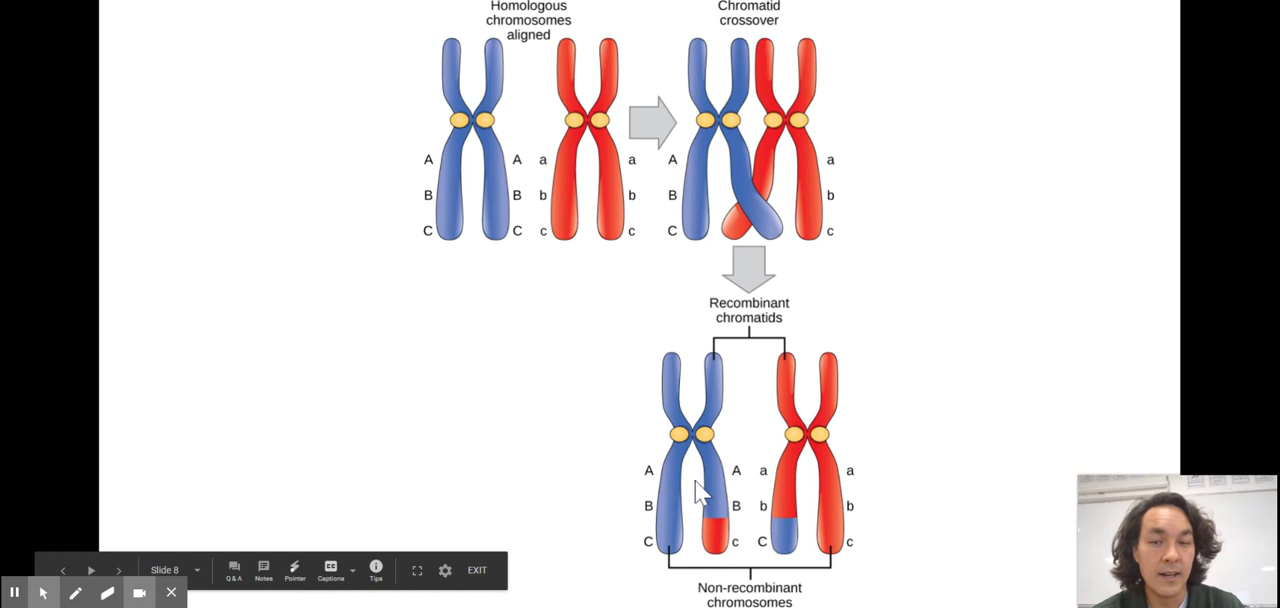 Homologous
chromosomes
aligned
Chromatid
crossover
A A a a A a
B B b b B b
C C c c C c
Recombinant
chromatids
A A a a
B B b b
C c C c
Non-recombinant
chromosomes
Slide 8
Q & A
Notes
Pointer
Captions
Tips
EXIT